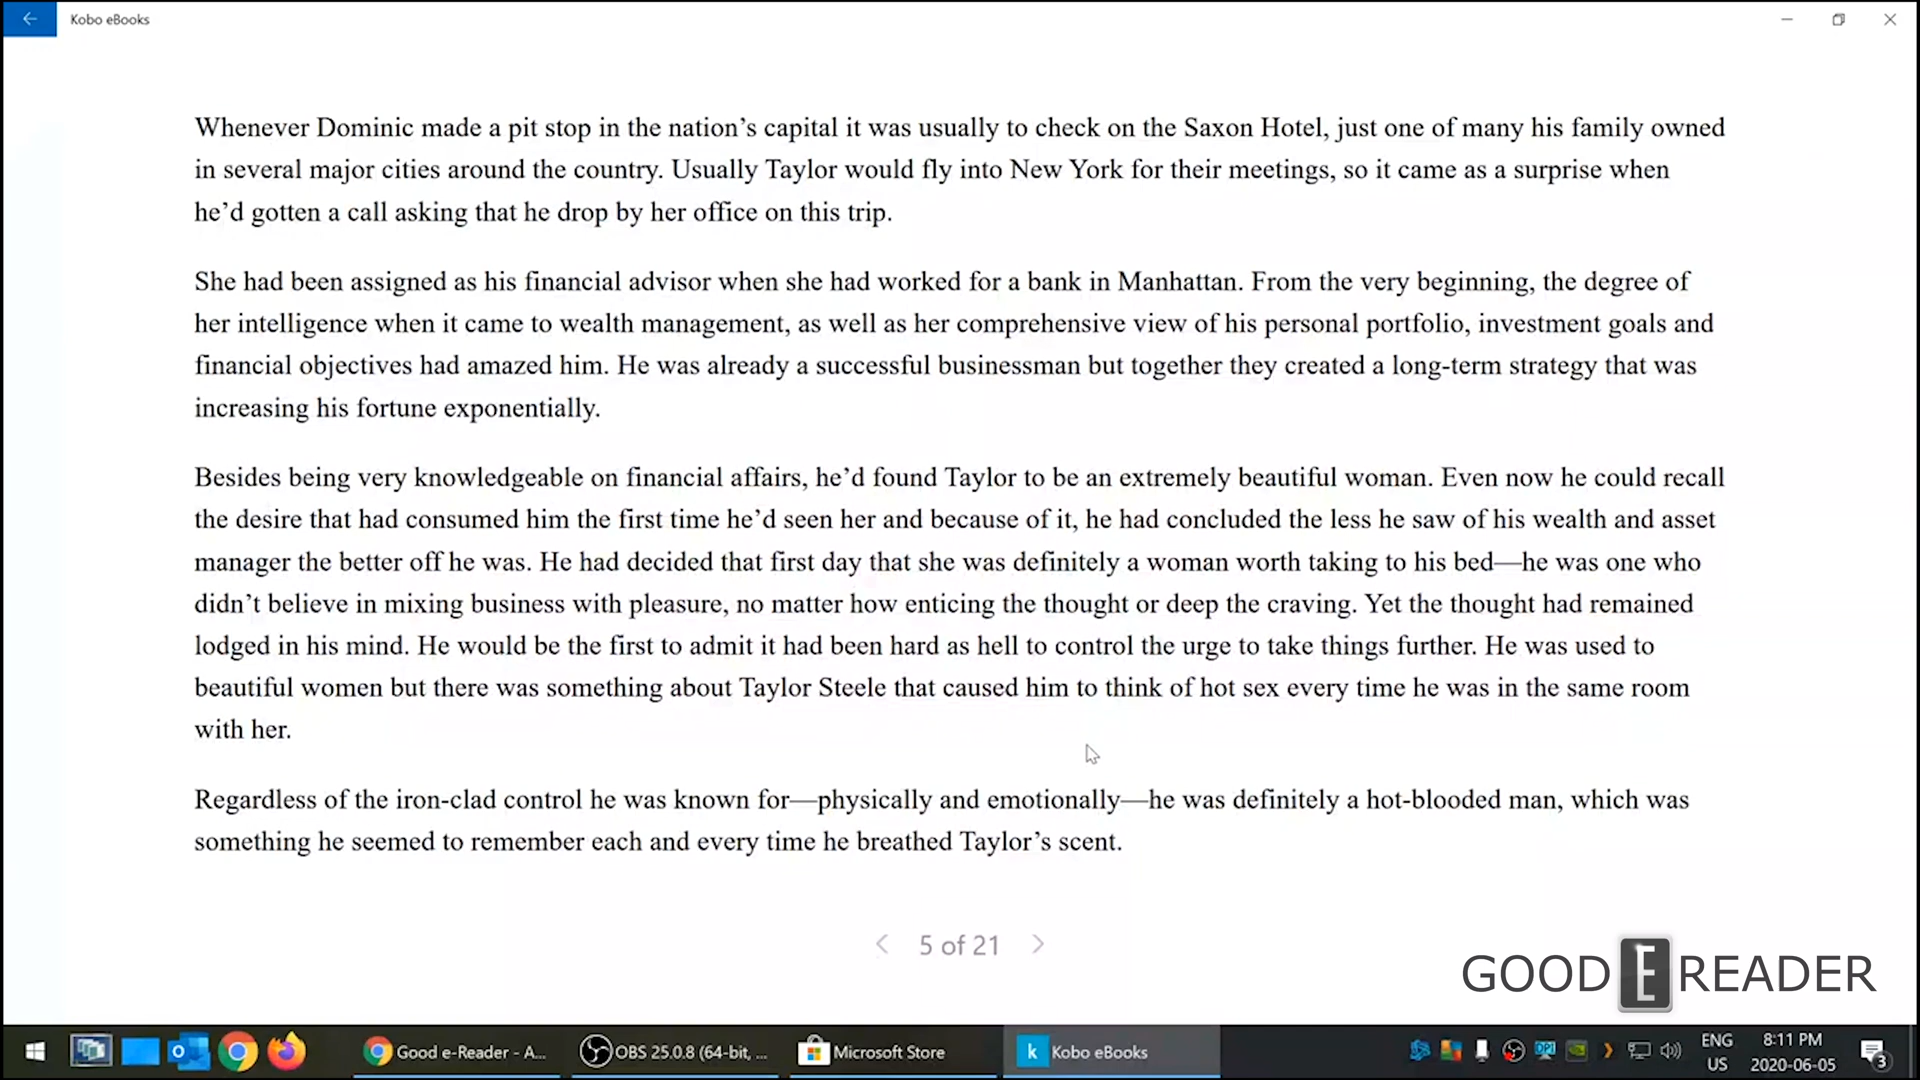 Kobo eBooks
Whenever Dominic made a pit stop in the nation’s capital it was usually to check on the Saxon Hotel, just one of many his family owned
in several major cities around the country. Usually Taylor would fly into New York for their meetings, so it came as a surprise when
he’d gotten a call asking that he drop by her office on this trip.
She had been assigned as his financial advisor when she had worked for a bank in Manhattan. From the very beginning, the degree of
her intelligence when it came to wealth management, as well as her comprehensive view of his personal portfolio, investment goals and
financial objectives had amazed him. He was already a successful businessman but together they created a long-term strategy that was
increasing his fortune exponentially.
Besides being very knowledgeable on financial affairs, he’d found Taylor to be an extremely beautiful woman. Even now he could recall
the desire that had consumed him the first time he’d seen her and because of it, he had concluded the less he saw of his wealth and asset
manager the better off he was. He had decided that first day that she was definitely a woman worth taking to his bed—he was one who
didn’t believe in mixing business with pleasure, no matter how enticing the thought or deep the craving. Yet the thought had remained
lodged in his mind. He would be the first to admit it had been hard as hell to control the urge to take things further. He was used to
beautiful women but there was something about Taylor Steele that caused him to think of hot sex every time he was in the same room
with her.
Regardless of the iron-clad control he was known for—physically and emotionally—he was definitely a hot-blooded man, which was
something he seemed to remember each and every time he breathed Taylor’s scent.
5 of 21
GOOD E READER
Good e-Reader - A...
OBS 25.0.8 (64-bit, ...
Microsoft Store
k Kobo eBooks
DPI
ENG
US
8:11 PM
2020-06-05
3